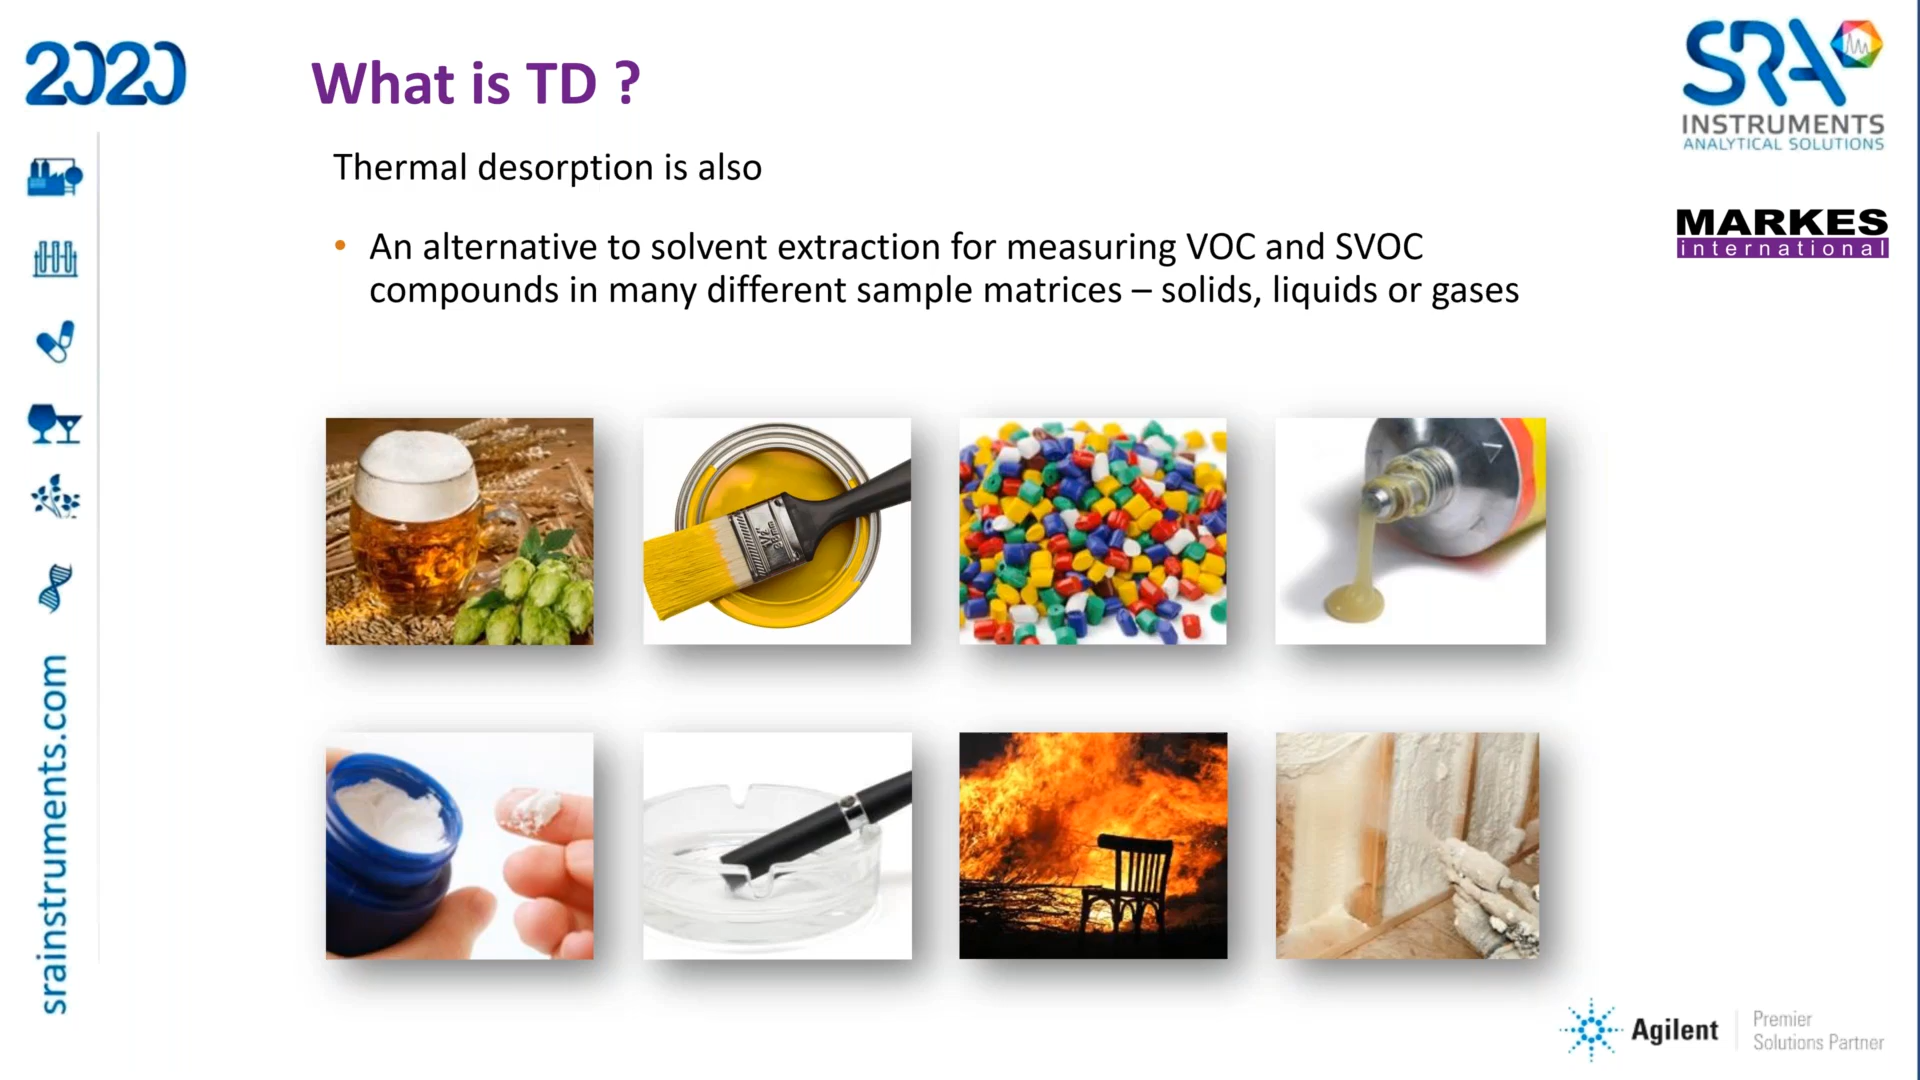 2020
What is TD ?
SRA
INSTRUMENTS
ANALYTICAL SOLUTIONS
Thermal desorption is also
MARKES
international
• An alternative to solvent extraction for measuring VOC and SVOC
compounds in many different sample matrices – solids, liquids or gases
srainstruments.com
Agilent
Premier
Solutions Partner